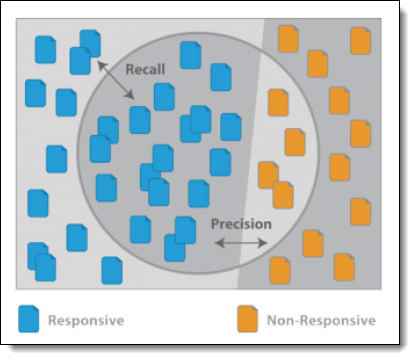 Recall
Precision
Responsive
Non-Responsive